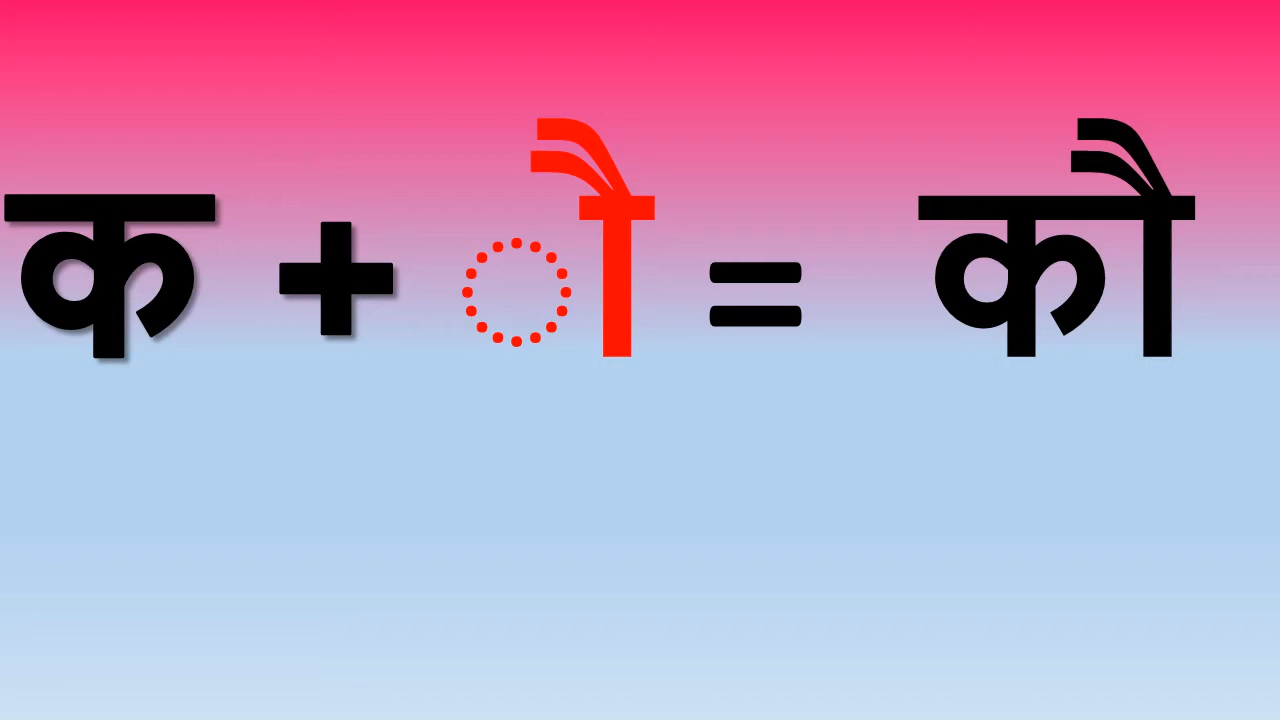 क + ौ = कौ